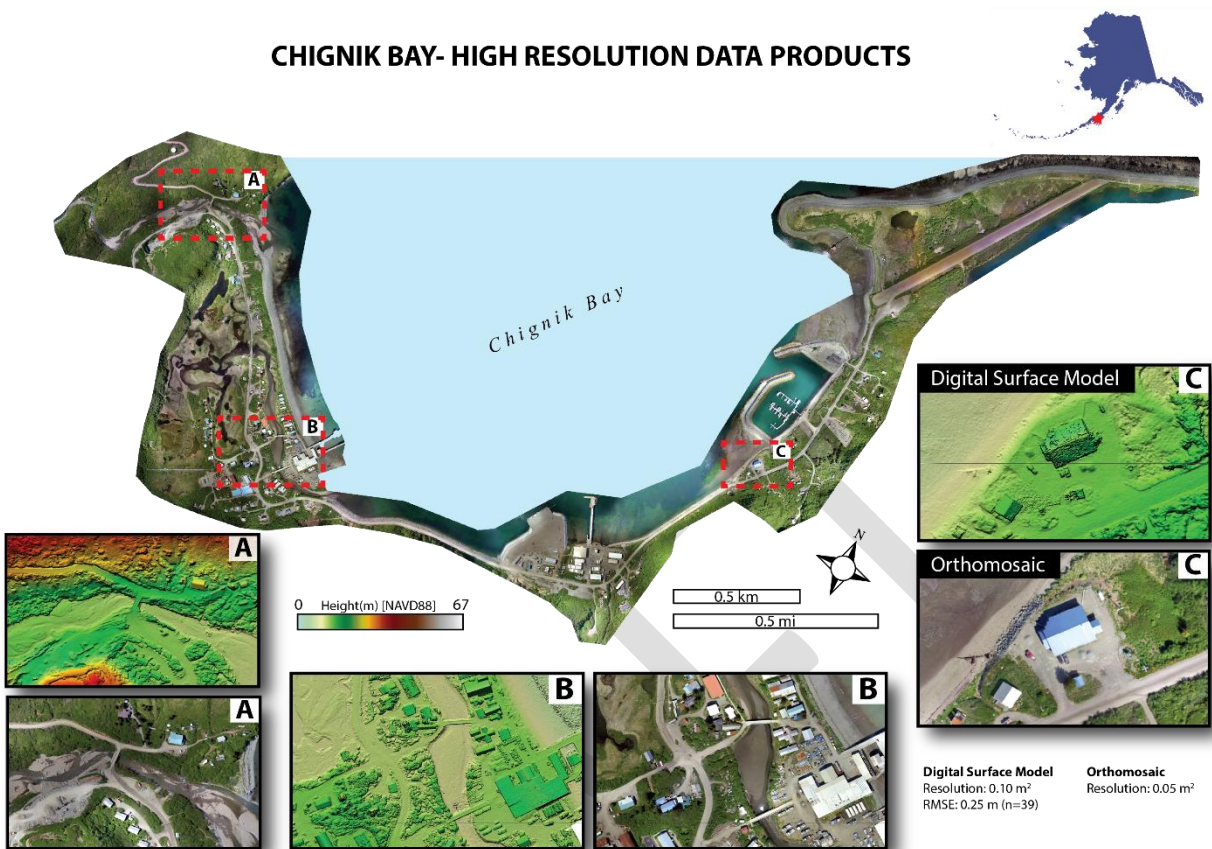 CHIGNIK BAY- HIGH RESOLUTION DATA PRODUCTS
A
Chignik Bay
B
C
Digital Surface Model
C
N
A
0 Height(m) [NAVD88] 67
0.5 km
0.5 mi
Orthomosaic
C
A
B
B
Digital Surface Model
Resolution: 0.10 m²
RMSE: 0.25 m (n=39)
Orthomosaic
Resolution: 0.05 m²